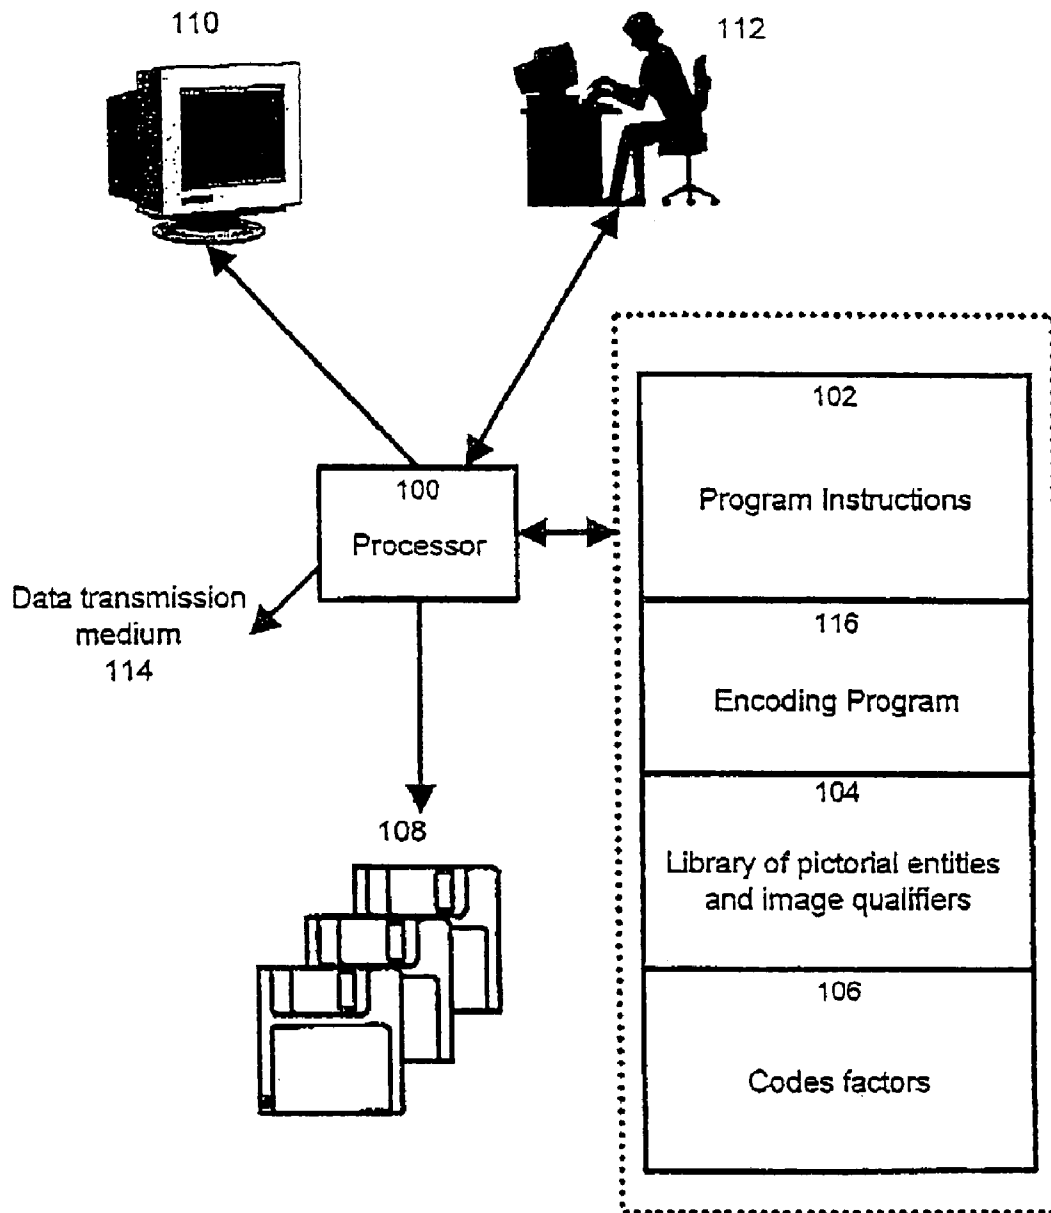 110
112
102
Program Instructions
100
Processor
Data transmission
medium
114
116
Encoding Program
104
Library of pictorial entities
and image qualifiers
108
106
Codes factors